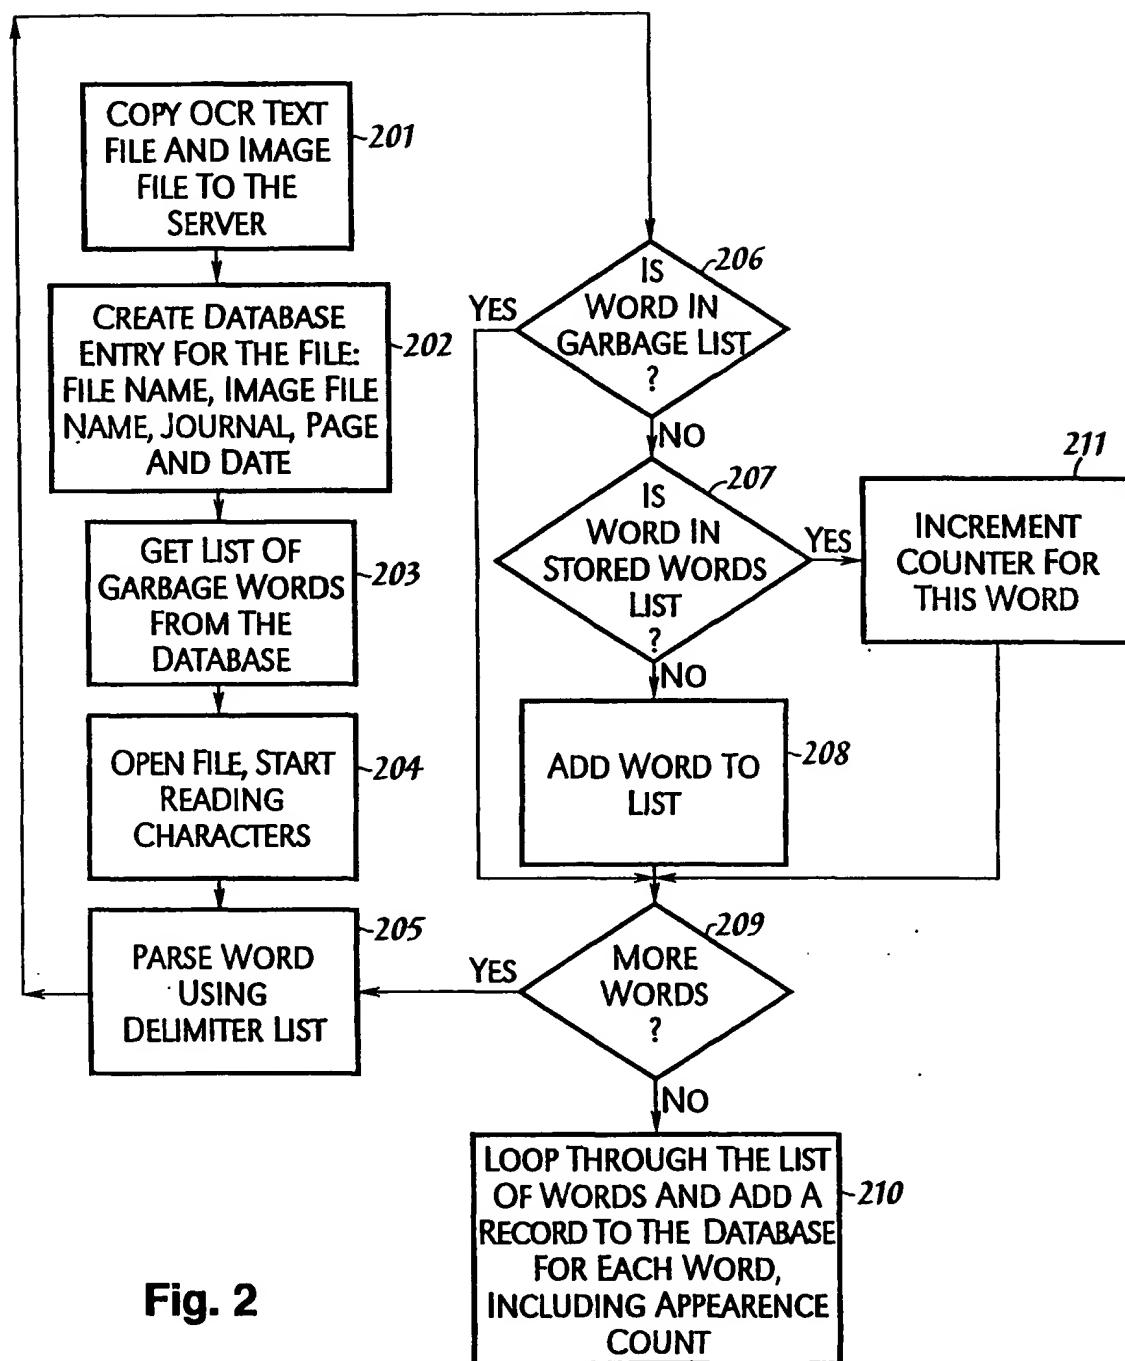 COPY OCR TEXT
FILE AND IMAGE
FILE TO THE
SERVER
201
CREATE DATABASE
ENTRY FOR THE FILE:
FILE NAME, IMAGE FILE
NAME, JOURNAL, PAGE
AND DATE
202
GET LIST OF
GARBAGE WORDS
FROM THE
DATABASE
203
OPEN FILE, START
READING
CHARACTERS
204
PARSE WORD
USING
DELIMITER LIST
205
IS
WORD IN
GARBAGE LIST
?
206
YES
NO
IS
WORD IN
STORED WORDS
LIST
?
207
YES
NO
INCREMENT
COUNTER FOR
THIS WORD
211
ADD WORD TO
LIST
208
MORE
WORDS
?
209
YES
NO
LOOP THROUGH THE LIST
OF WORDS AND ADD A
RECORD TO THE DATABASE
FOR EACH WORD,
INCLUDING APPEARENCE
COUNT
210
Fig. 2